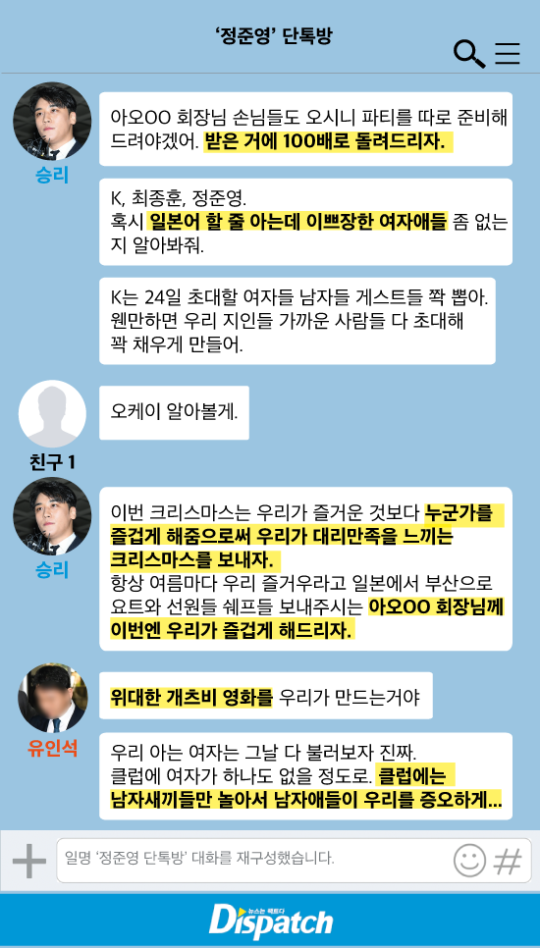 ‘정준영’ 단톡방
아오OO 회장님 손님들도 오시니 파티를 따로 준비해
드려야겠어. 받은 거에 100배로 돌려드리자.
승리
K, 최종훈, 정준영.
혹시 일본어 할 줄 아는데 이쁘장한 여자애들 좀 없는
지 알아봐줘.
K는 24일 초대할 여자들 남자들 게스트들 쫙 뽑아.
웬만하면 우리 지인들 가까운 사람들 다 초대해
꽉 채우게 만들어.
오케이 알아볼게.
친구 1
이번 크리스마스는 우리가 즐거운 것보다 누군가를
즐겁게 해줌으로써 우리가 대리만족을 느끼는
크리스마스를 보내자.
항상 여름마다 우리 즐거우라고 일본에서 부산으로
요트와 선원들 쉐프들 보내주시는 아오OO 회장님께
이번엔 우리가 즐겁게 해드리자.
승리
위대한 개츠비 영화를 우리가 만드는거야
유인석
우리 아는 여자는 그날 다 불러보자 진짜.
클럽에 여자가 하나도 없을 정도로. 클럽에는
남자새끼들만 놀아서 남자애들이 우리를 증오하게...
일명 ‘정준영 단톡방’ 대화를 재구성했습니다.
뉴스는 팩트다
Dispatch